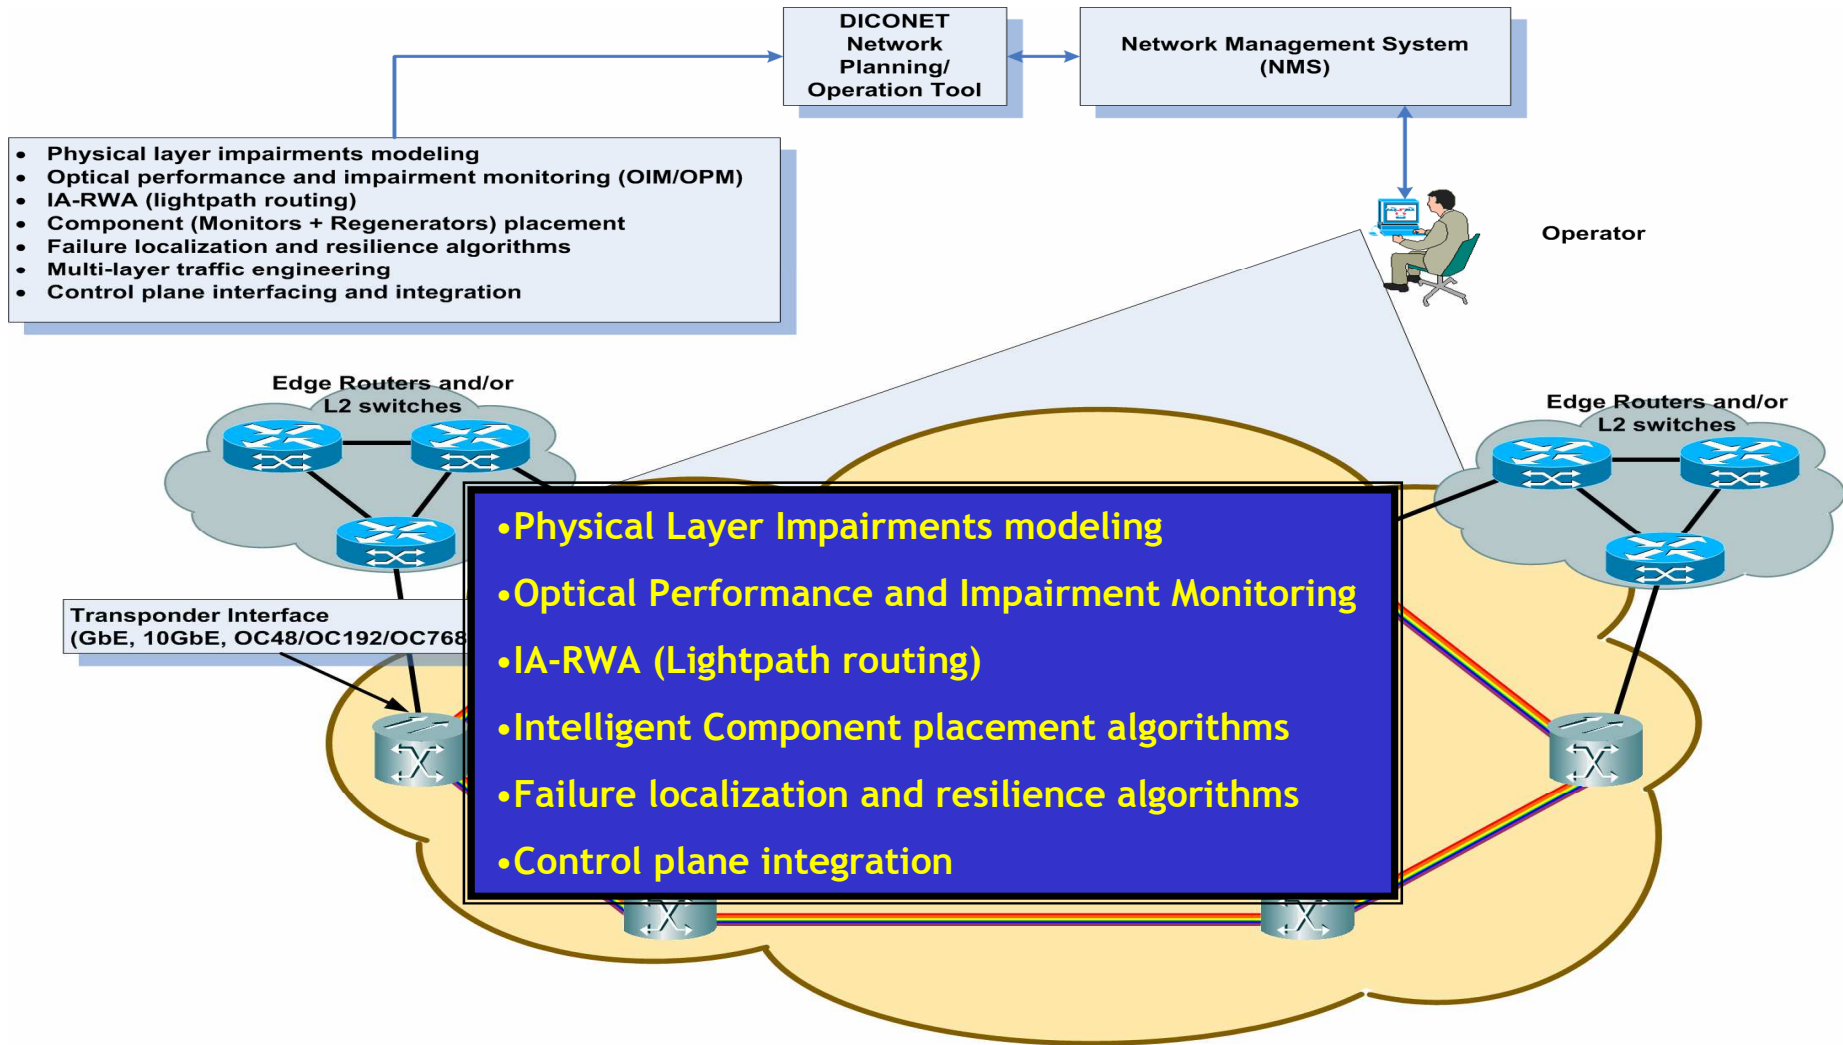 DICONET
Network
Planning/
Operation Tool
Network Management System
(NMS)
• Physical layer impairments modeling
• Optical performance and impairment monitoring (OIM/OPM)
• IA-RWA (lightpath routing)
• Component (Monitors + Regenerators) placement
• Failure localization and resilience algorithms
• Multi-layer traffic engineering
• Control plane interfacing and integration
Operator
Edge Routers and/or
L2 switches
Edge Routers and/or
L2 switches
Transponder Interface
(GbE, 10GbE, OC48/OC192/OC768
•Physical Layer Impairments modeling
•Optical Performance and Impairment Monitoring
•IA-RWA (Lightpath routing)
•Intelligent Component placement algorithms
•Failure localization and resilience algorithms
•Control plane integration